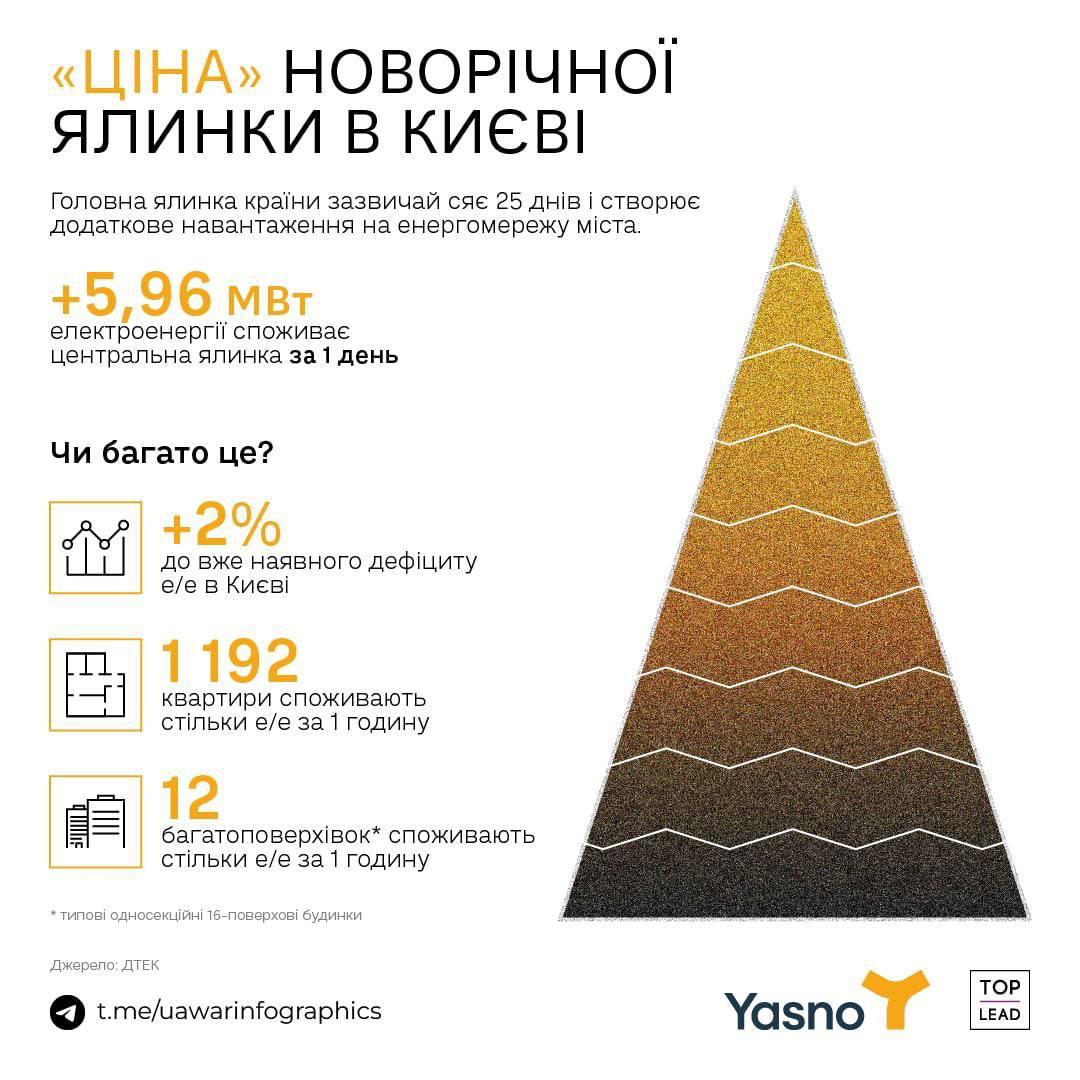 «ЦІНА» НОВОРІЧНОЇ
ЯЛИНКИ В КИЄВІ
Головна ялинка країни зазвичай сяє 25 днів і створює
додаткове навантаження на енергомережу міста.
+5,96 МВт
електроенергії споживає
центральна ялинка за 1 день
Чи багато це?
+2%
до вже наявного дефіциту
е/е в Києві
1 192
квартири споживають
стільки е/е за 1 годину
12
багатоповерхівок* споживають
стільки е/е за 1 годину
* типові односекційні 16-поверхові будинки
Джерело: ДТЕК
t.me/uawarinfographics
Yasno
TOP
LEAD